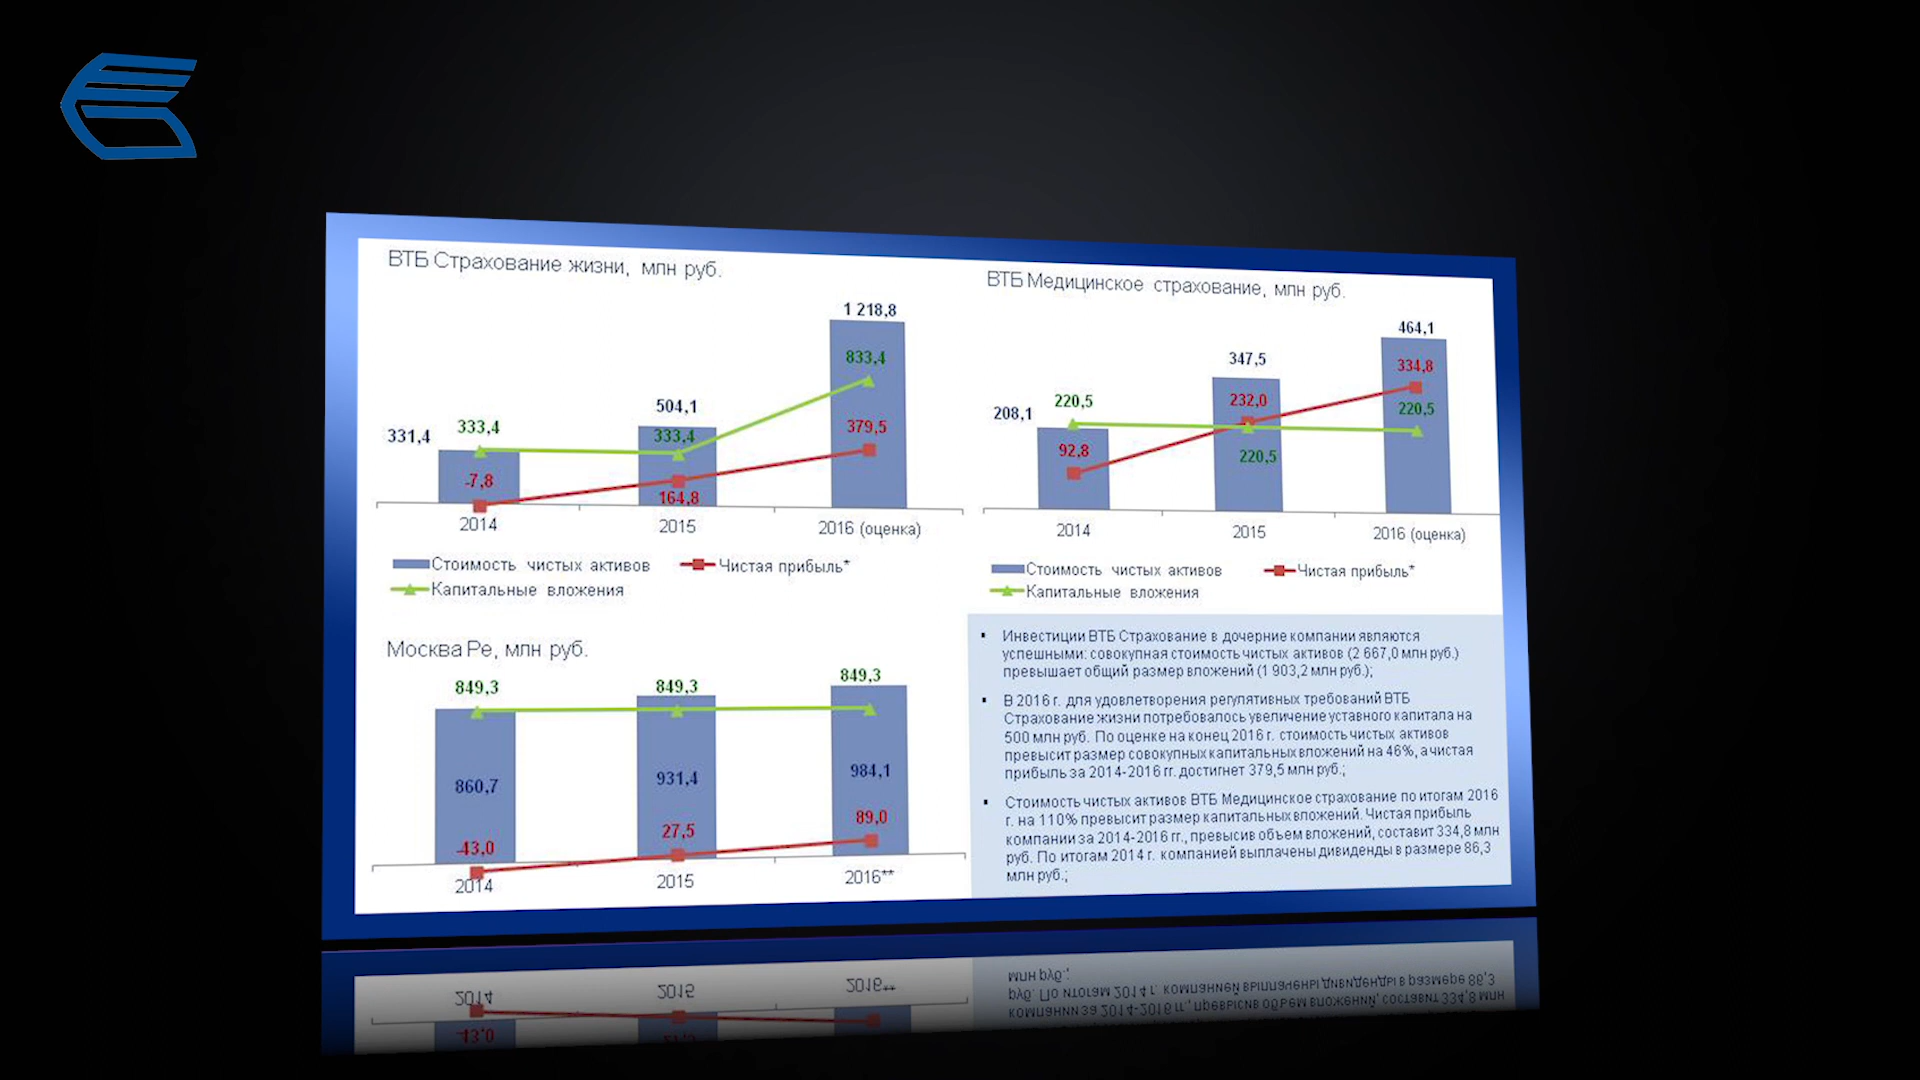 ВТБ Страхование жизни, млн руб.
1 218,8
833,4
504,1
331,4
333,4
333,4
379,5
-7,8
164,8
2014
2015
2016 (оценка)
Стоимость чистых активов
Чистая прибыль*
Капитальные вложения
ВТБ Медицинское страхование, млн руб.
464,1
347,5
334,8
208,1
220,5
232,0
220,5
92,8
220,5
2014
2015
2016 (оценка)
Стоимость чистых активов
Чистая прибыль*
Капитальные вложения
Москва Ре, млн руб.
849,3
849,3
849,3
860,7
931,4
984,1
-43,0
27,5
89,0
2014
2015
2016**
▪ Инвестиции ВТБ Страхование в дочерние компании являются
успешными: совокупная стоимость чистых активов (2 667,0 млн руб.)
превышает общий размер вложений (1 903,2 млн руб.);
▪ В 2016 г. для удовлетворения регулятивных требований ВТБ
Страхование жизни потребовалось увеличение уставного капитала на
500 млн руб. По оценке на конец 2016 г. стоимость чистых активов
превысит размер совокупных капитальных вложений на 46%, а чистая
прибыль за 2014-2016 гг. достигнет 379,5 млн руб.;
▪ Стоимость чистых активов ВТБ Медицинское страхование по итогам 2016
г. на 110% превысит размер капитальных вложений. Чистая прибыль
компании за 2014-2016 гг., превысив объем вложений, составит 334,8 млн
руб. По итогам 2014 г. компанией выплачены дивиденды в размере 86,3
млн руб.;